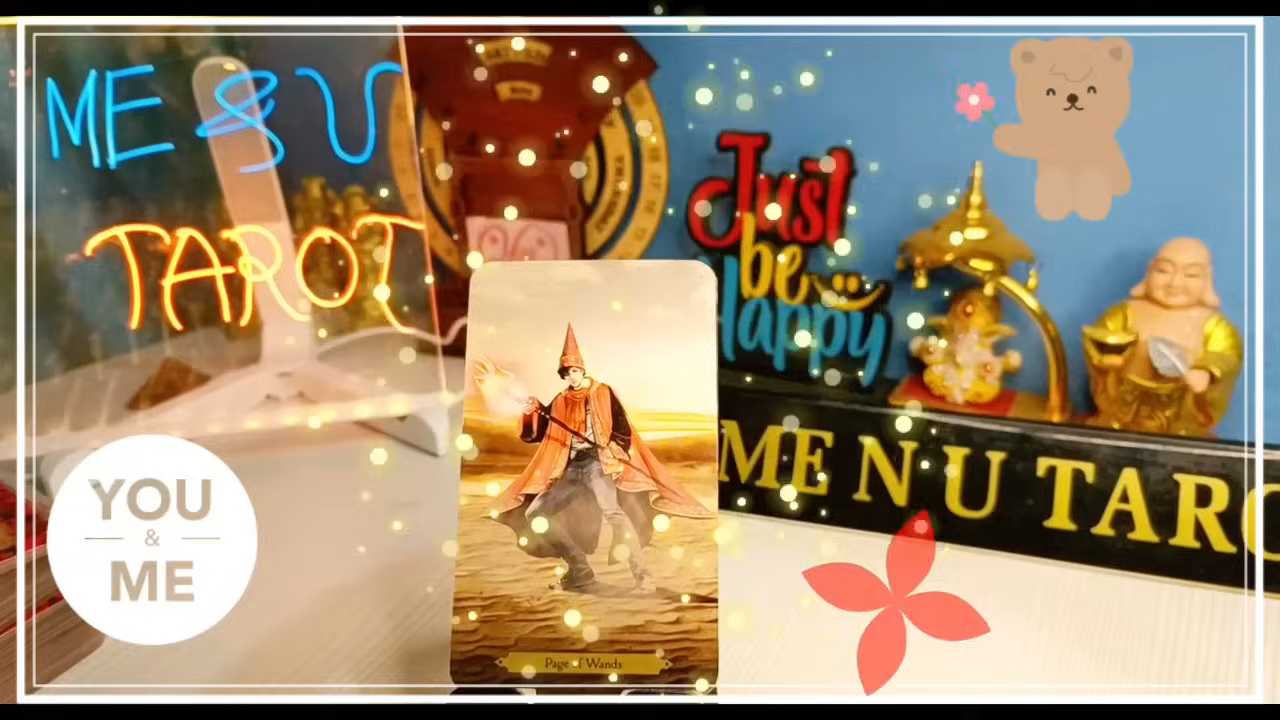 ME & U
TAROT
Just
be
Happy
ME N U TARO
YOU
&
ME
Page of Wands